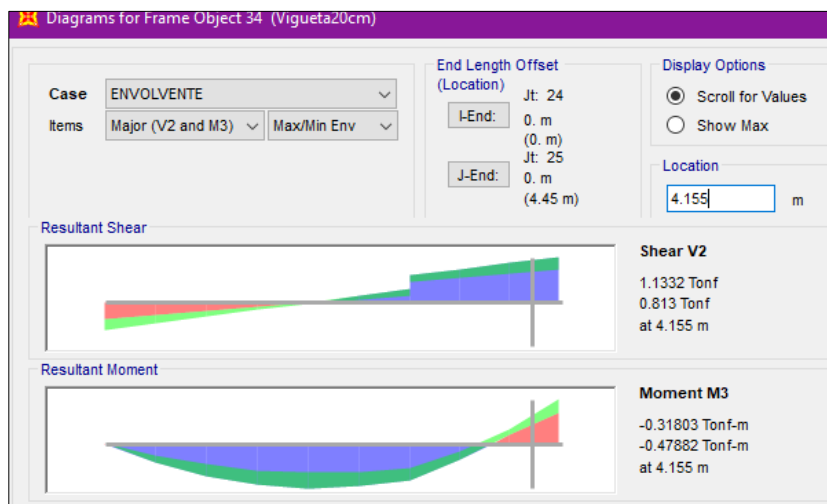 Diagrams for Frame Object 34 (Vigueta20cm)
End Length Offset
(Location)
Display Options
Case ENVOLVENTE
Items Major (V2 and M3) Max/Min Env
I-End:
Jt: 24
0. m
(0. m)
J-End:
Jt: 25
0. m
(4.45 m)
Scroll for Values
Show Max
Location
4.155 m
Resultant Shear
Shear V2
1.1332 Tonf
0.813 Tonf
at 4.155 m
Resultant Moment
Moment M3
-0.31803 Tonf-m
-0.47882 Tonf-m
at 4.155 m